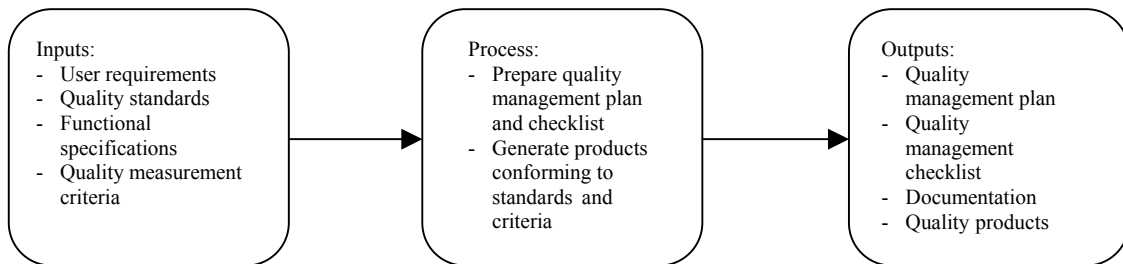 Inputs:
- User requirements
- Quality standards
- Functional
specifications
- Quality measurement
criteria
Process:
- Prepare quality
management plan
and checklist
- Generate products
conforming to
standards and
criteria
Outputs:
- Quality
management plan
- Quality
management
checklist
- Documentation
- Quality products